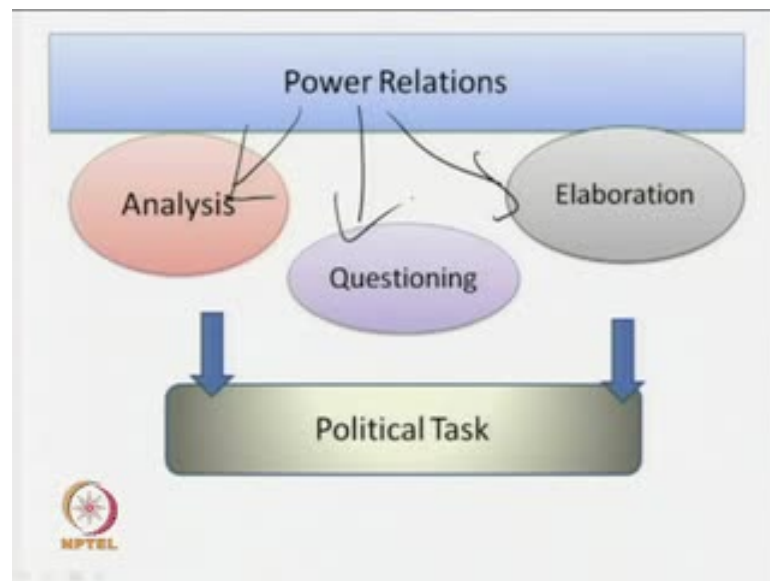 Power Relations
Analysis
Elaboration
Questioning
Political Task
NPTEL